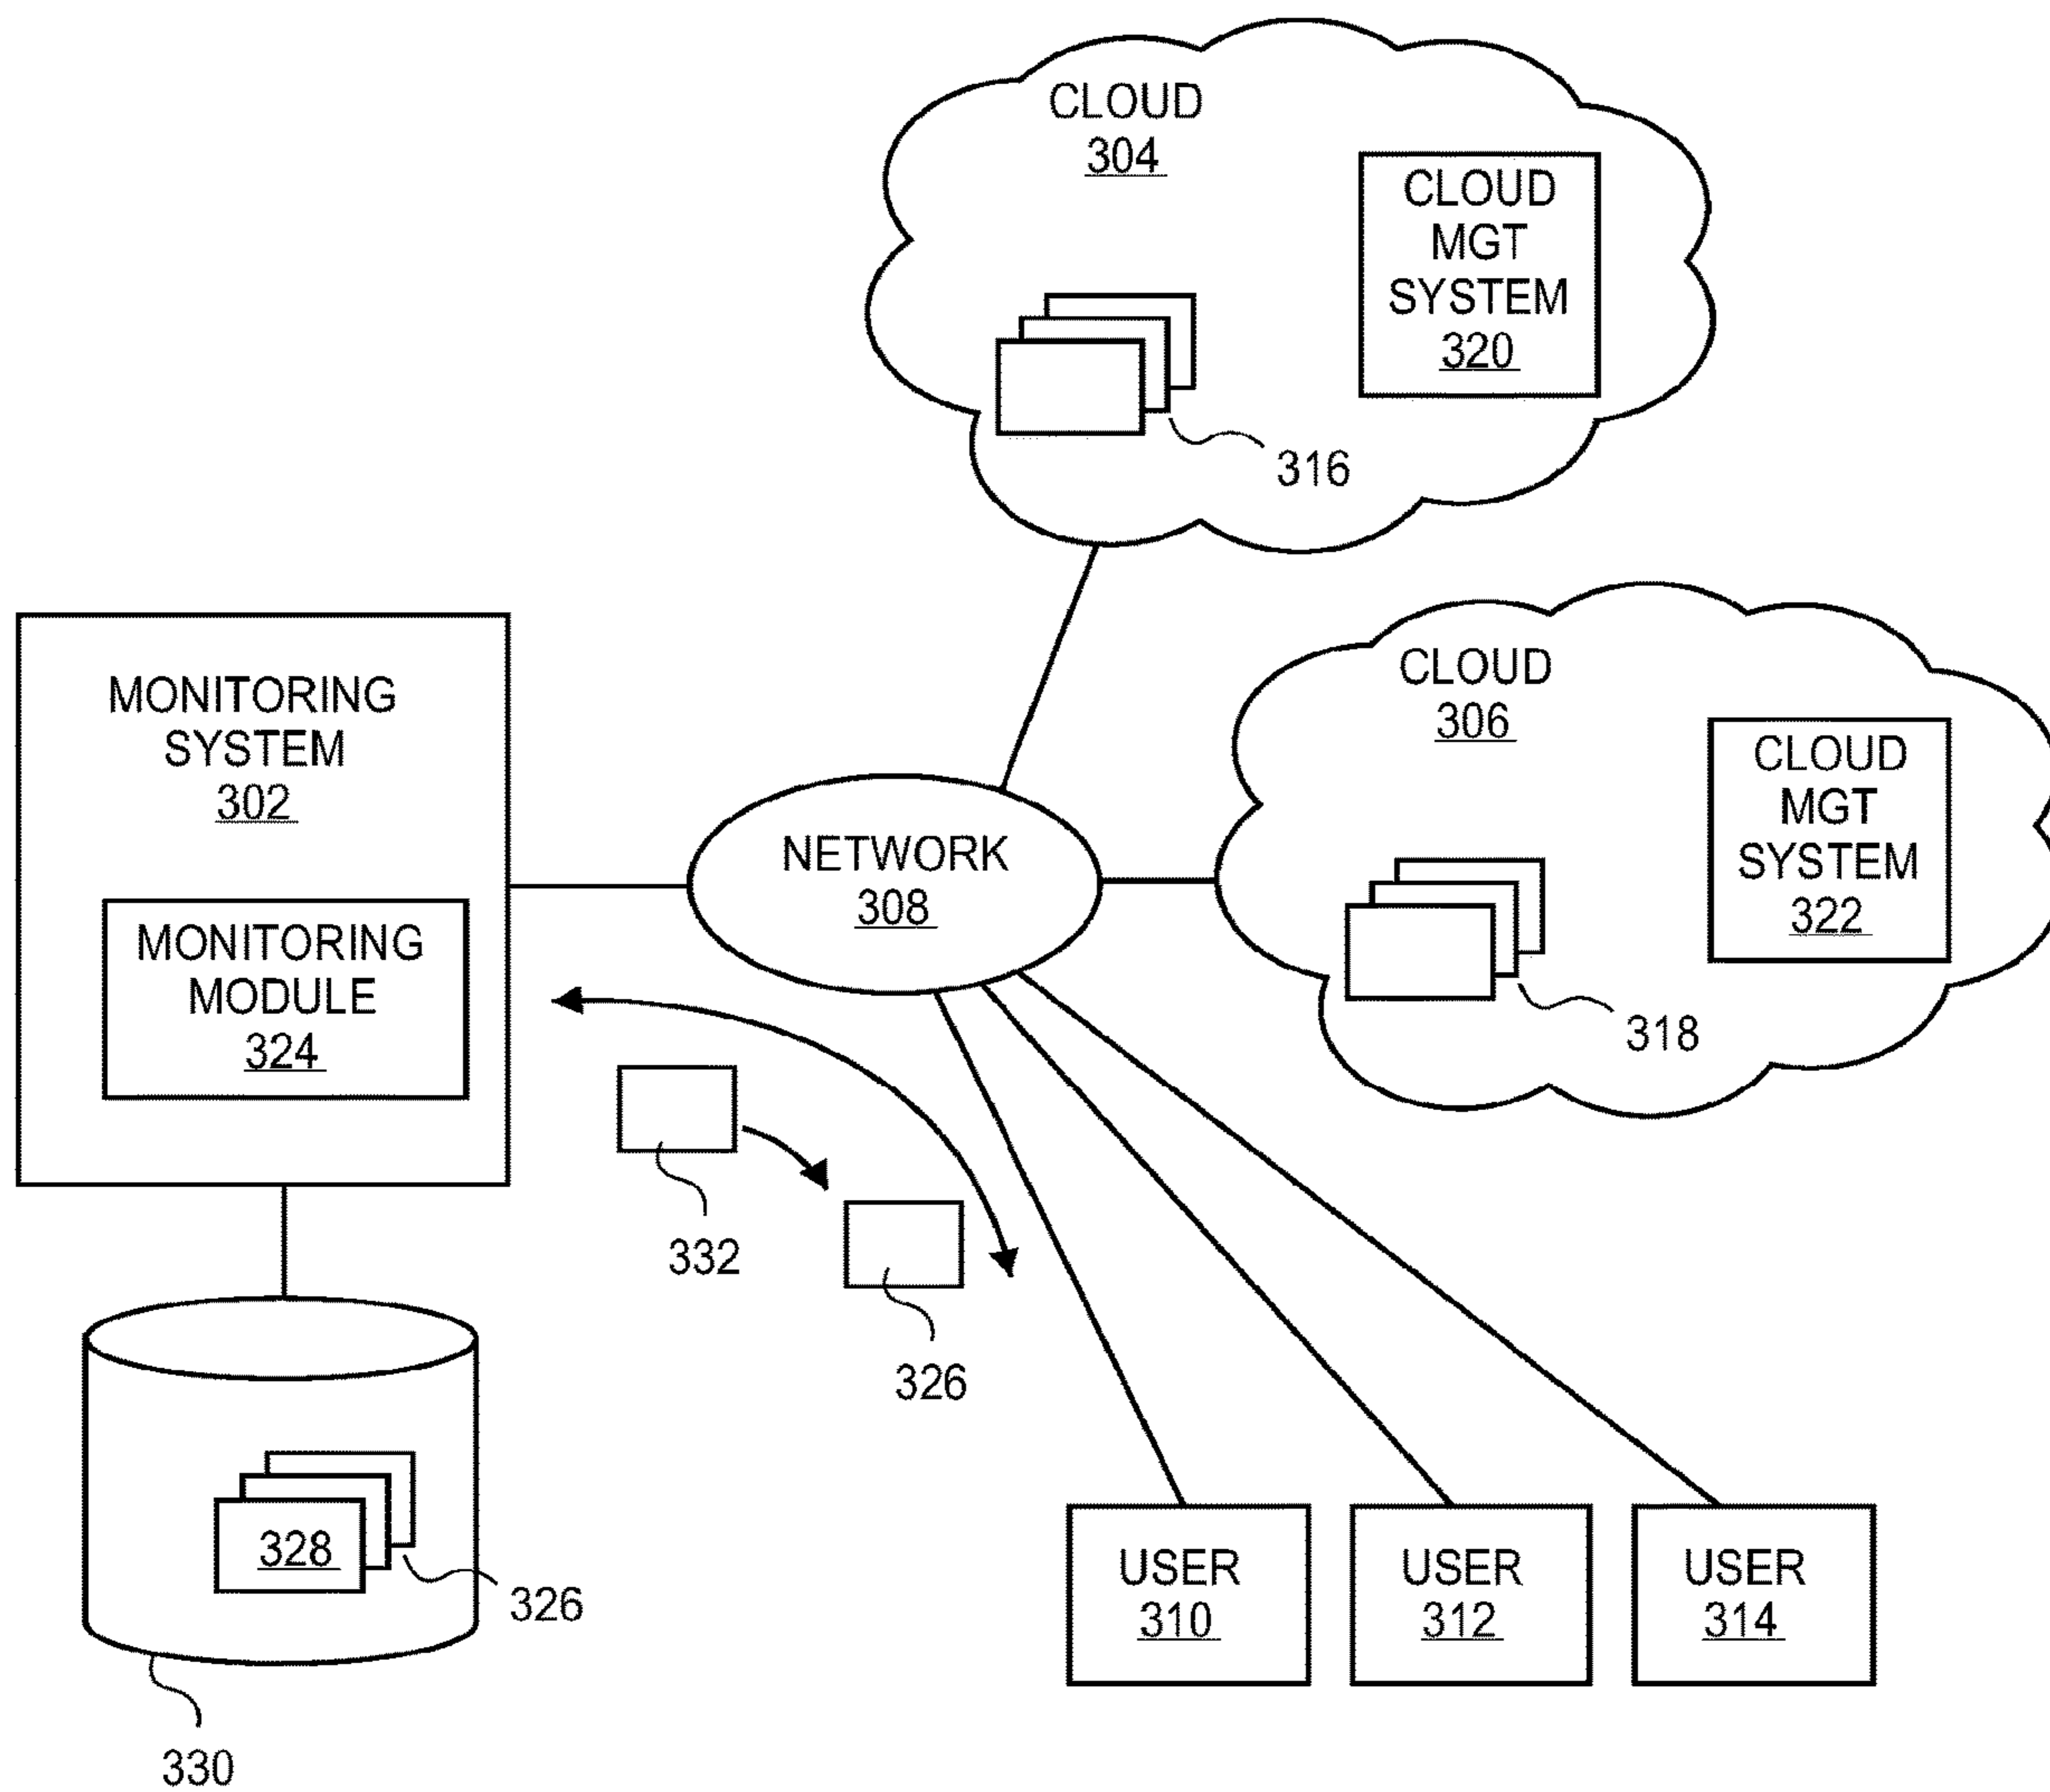 CLOUD
304
CLOUD
MGT
SYSTEM
320
316
MONITORING
SYSTEM
302
MONITORING
MODULE
324
NETWORK
308
CLOUD
306
CLOUD
MGT
SYSTEM
322
318
332
326
328
326
330
USER
310
USER
312
USER
314